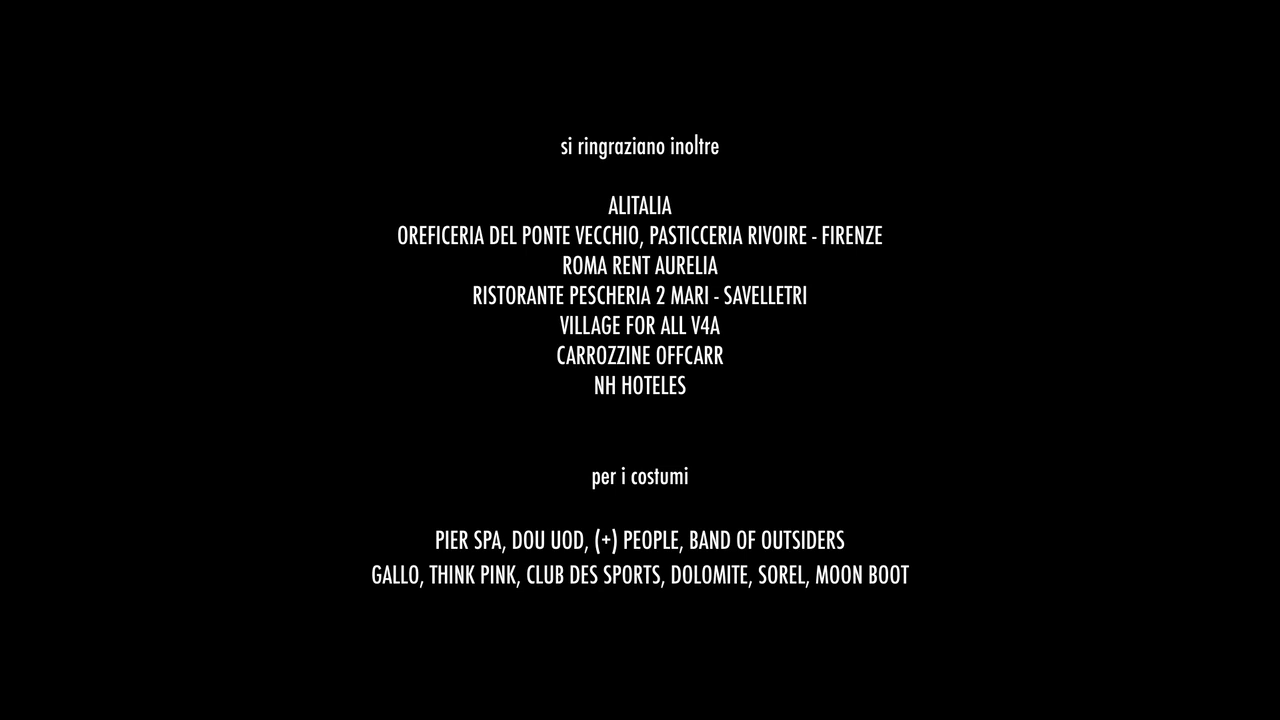 si ringraziano inoltre
ALITALIA
OREFICERIA DEL PONTE VECCHIO, PASTICCERIA RIVOIRE - FIRENZE
ROMA RENT AURELIA
RISTORANTE PESCHERIA 2 MARI - SAVELLETRI
VILLAGE FOR ALL V4A
CARROZZINE OFFCARR
NH HOTELES
per i costumi
PIER SPA, DOU UOD, (+) PEOPLE, BAND OF OUTSIDERS
GALLO, THINK PINK, CLUB DES SPORTS, DOLOMITE, SOREL, MOON BOOT